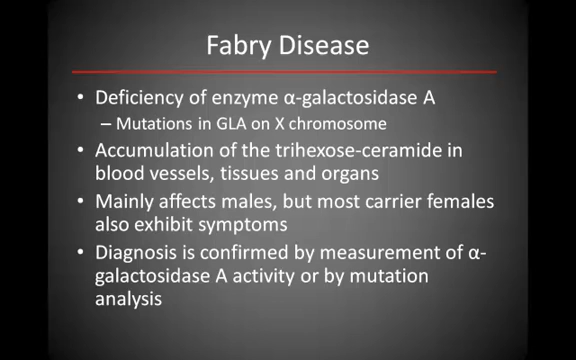 Fabry Disease
• Deficiency of enzyme α-galactosidase A
– Mutations in GLA on X chromosome
• Accumulation of the trihexose-ceramide in
blood vessels, tissues and organs
• Mainly affects males, but most carrier females
also exhibit symptoms
• Diagnosis is confirmed by measurement of α-
galactosidase A activity or by mutation
analysis